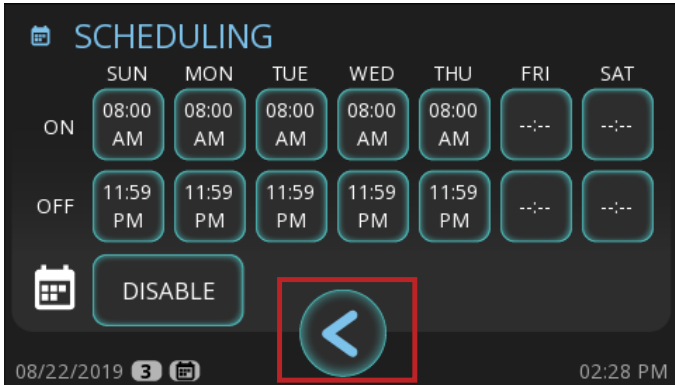 SCHEDULING
SUN MON TUE WED THU FRI SAT
ON 08:00 AM 08:00 AM 08:00 AM 08:00 AM 08:00 AM --:-- --:--
OFF 11:59 PM 11:59 PM 11:59 PM 11:59 PM 11:59 PM --:-- --:--
DISABLE
<
08/22/2019 3 02:28 PM